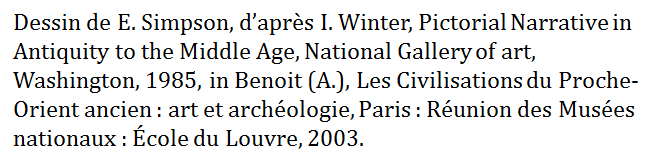 Dessin de E. Simpson, d’après I. Winter, Pictorial Narrative in
Antiquity to the Middle Age, National Gallery of art,
Washington, 1985, in Benoit (A.), Les Civilisations du Proche-
Orient ancien : art et archéologie, Paris : Réunion des Musées
nationaux : École du Louvre, 2003.